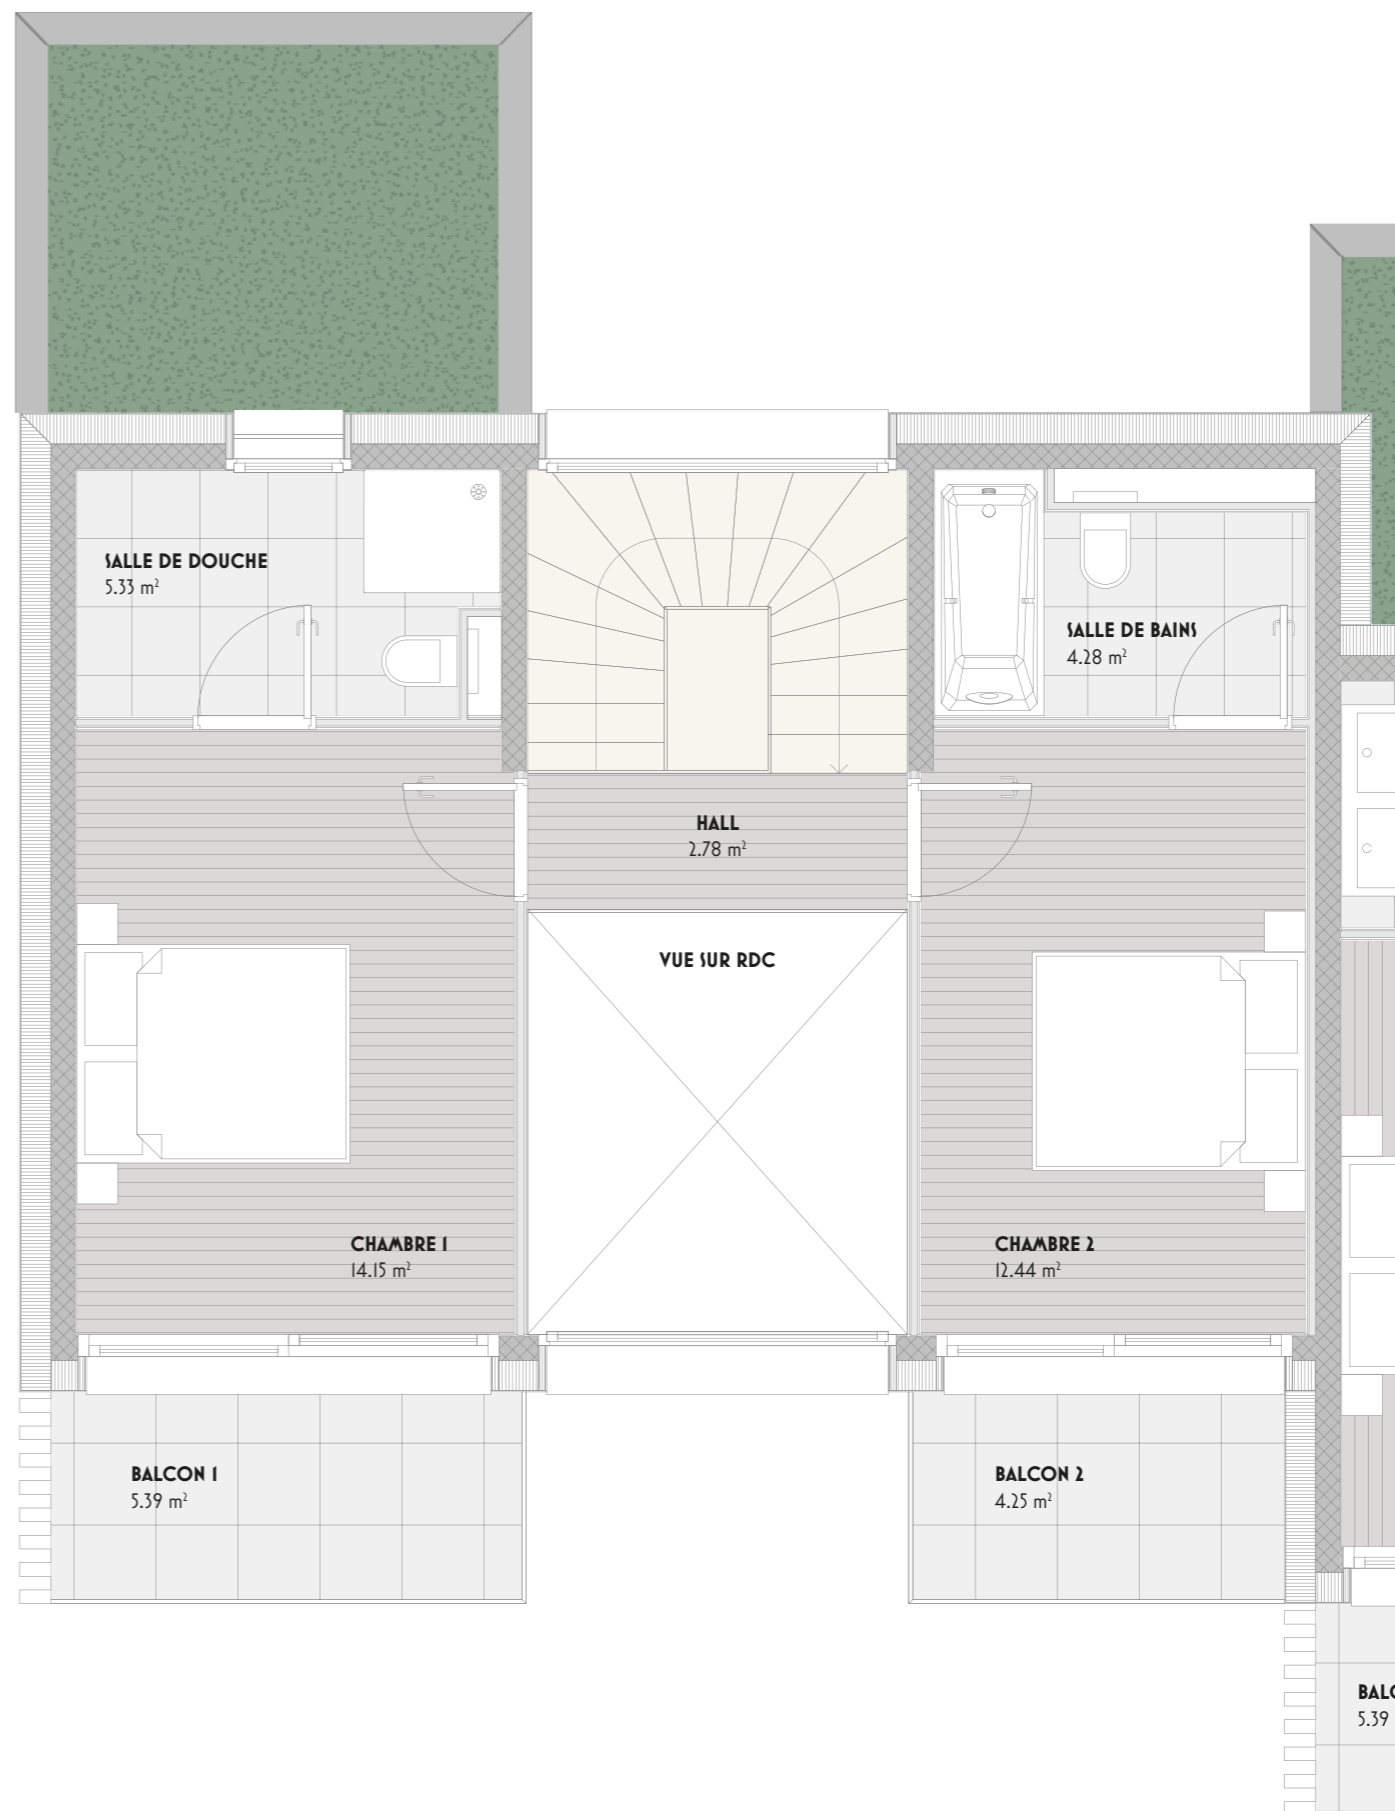 SALLE DE DOUCHE
5.33 m²
SALLE DE BAINS
4.28 m²
HALL
2.78 m²
VUE SUR RDC
CHAMBRE 1
14.15 m²
CHAMBRE 2
12.44 m²
BALCON 1
5.39 m²
BALCON 2
4.25 m²
BALC
5.39